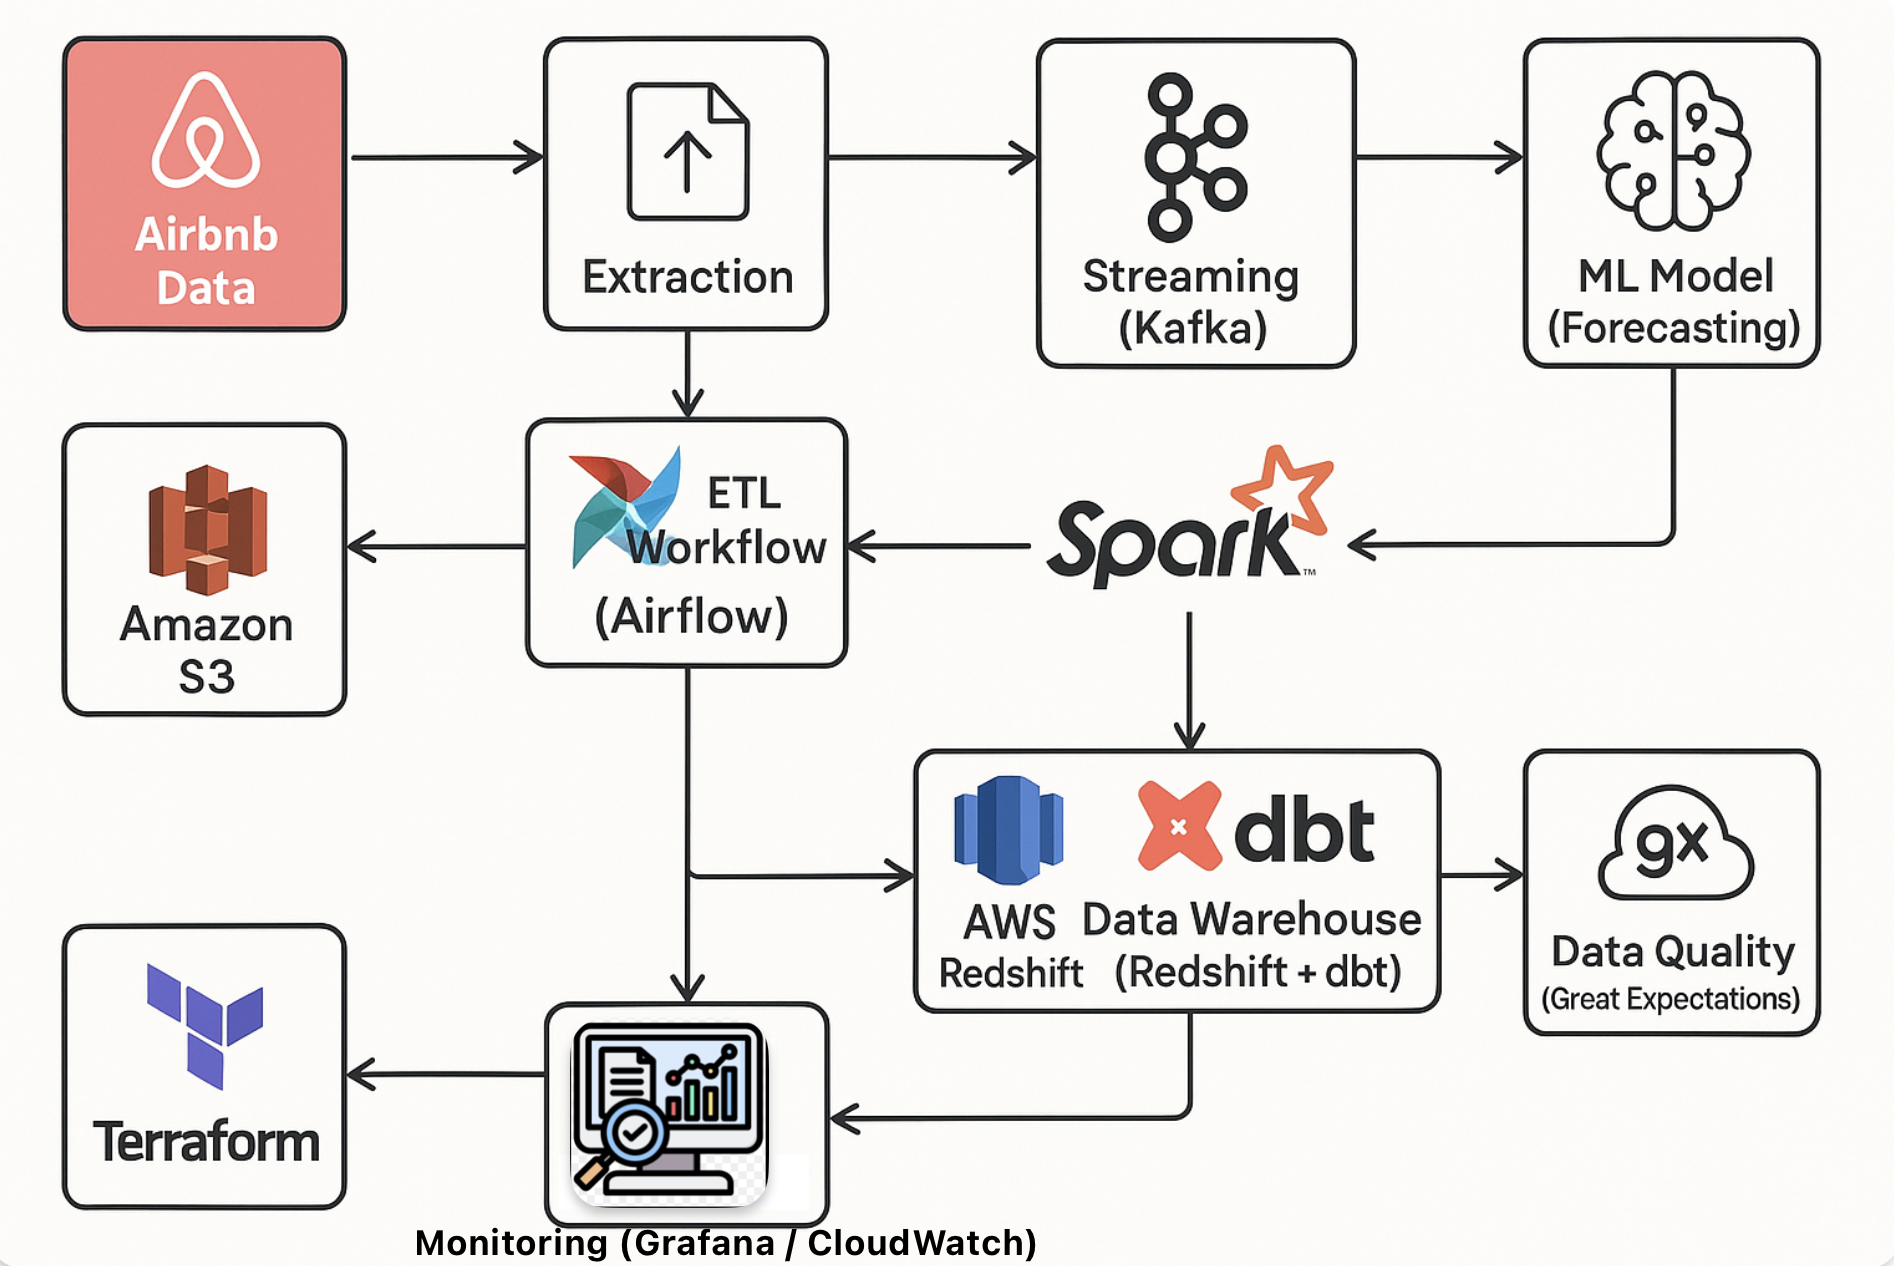 Airbnb
Data
Extraction
Streaming
(Kafka)
ML Model
(Forecasting)
Amazon
S3
ETL
Workflow
(Airflow)
Spark™
AWS
Redshift
dbt
Data Warehouse
(Redshift + dbt)
gx
Data Quality
(Great Expectations)
Terraform
Monitoring (Grafana / CloudWatch)